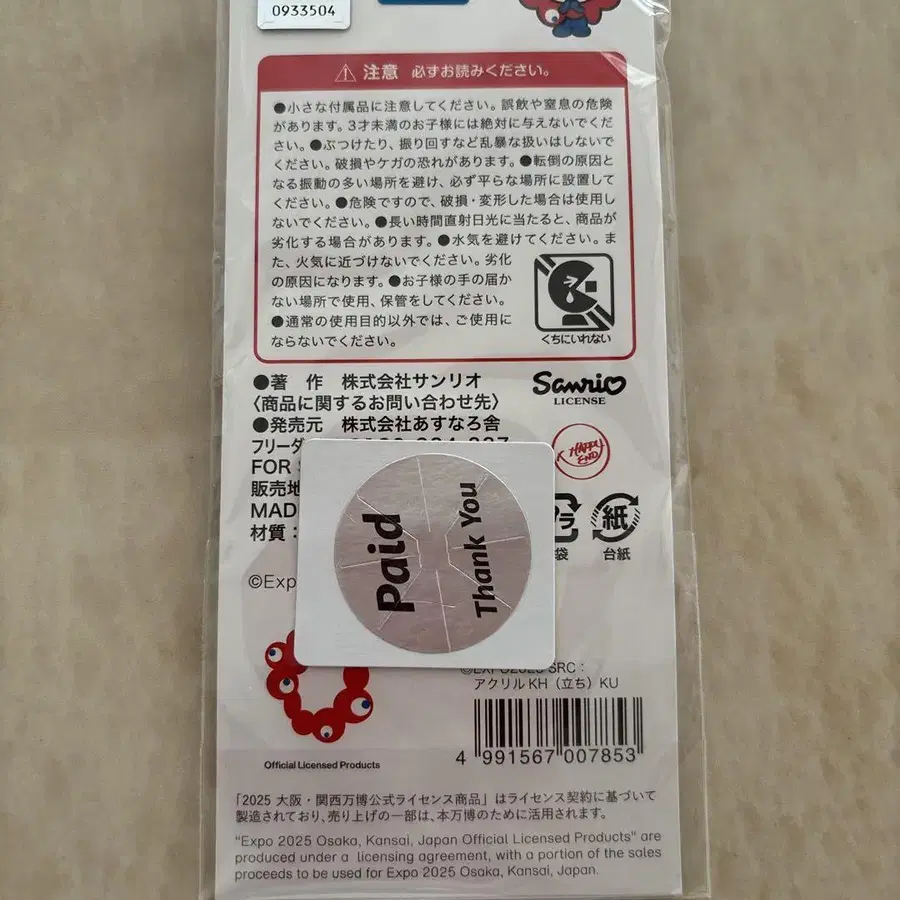 0933504
⚠ 注意 必ずお読みください。
●小さな付属品に注意してください。誤飲や窒息の危険
があります。3才未満のお子様には絶対に与えないでくだ
さい。●ぶつけたり、振り回すなど乱暴な扱いはしないで
ください。破損やケガの恐れがあります。●転倒の原因と
なる振動の多い場所を避け、必ず平らな場所に設置して
ください。●危険ですので、破損・変形した場合は使用し
ないでください。●長い時間直射日光に当たると、商品が
劣化する場合があります。●水気を避けてください。ま
た、火気に近づけないでください。劣化
の原因になります。●お子様の手の届か
ない場所で使用、保管をしてください。
●通常の使用目的以外では、ご使用に
ならないでください。
くちにいれない
●著 作 株式会社サンリオ
〈商品に関するお問い合わせ先〉
●発売元 株式会社あすなろ舎
フリーダ
FOR
販売地
MAD
材質：
Sanrio
LICENSE
HAPPY
END
プラ
袋
紙
台紙
Paid
Thank You
©Exp
©EXPO2025 SRC：
アクリルKH（立ち）KU
4 991567 007853
Official Licensed Products
「2025 大阪・関西万博公式ライセンス商品」はライセンス契約に基づいて
製造されており、売り上げの一部は、本万博のために活用されます。
"Expo 2025 Osaka, Kansai, Japan Official Licensed Products" are
produced under a licensing agreement, with a portion of the sales
proceeds to be used for Expo 2025 Osaka, Kansai, Japan.